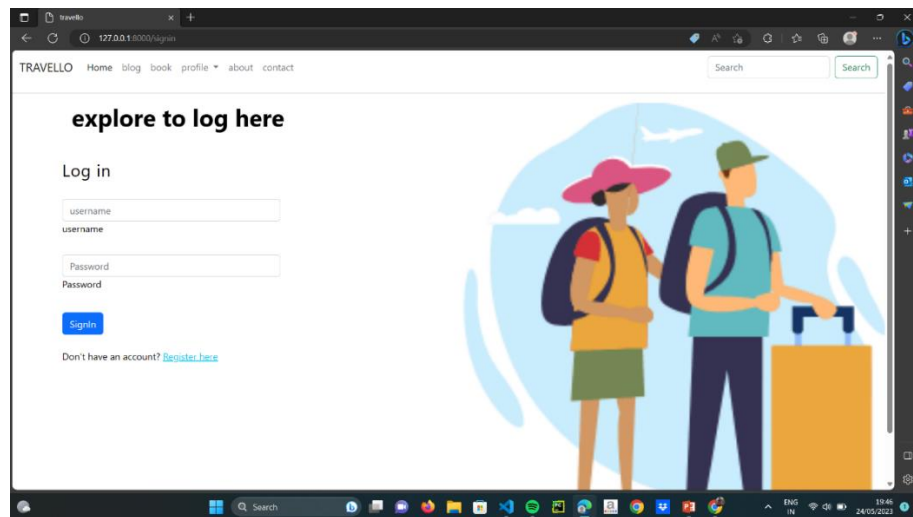 travello
127.0.0.1:8000/signin
TRAVELLO Home blog book profile about contact
Search Search
explore to log here
Log in
username
username
Password
Password
SignIn
Don't have an account? Register here
Search
ENG
IN
19:46
24/05/2023